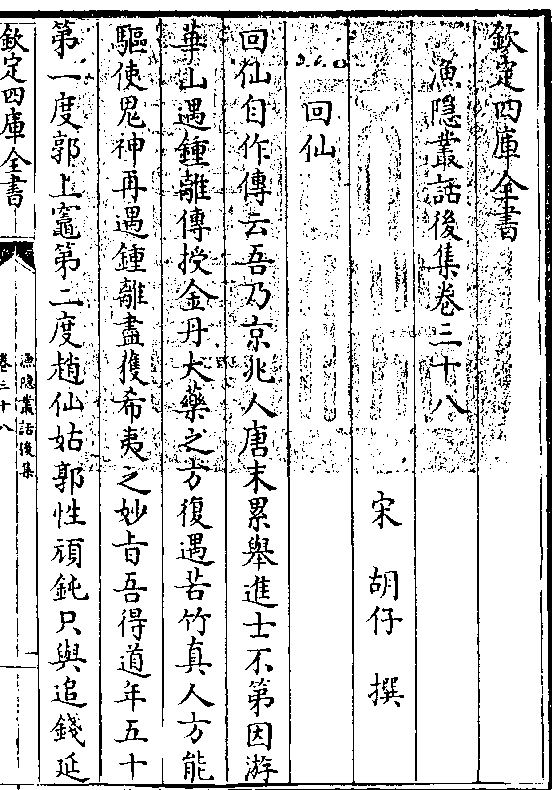 欽定四庫全書
漁隱叢話後集卷三十八
宋 胡仔 撰
回仙
回仙自作傳云吾乃京兆人唐末累舉進士不第因游
華山遇鍾離傳授金丹大藥之方復遇苦竹真人方能
驅使鬼神再遇鍾離盡獲希夷之妙旨吾得道年五十
第一度郭上竈第二度趙仙姑郭性頑鈍只與追錢延
欽定四庫全書
漁隱叢話後集
卷三十八